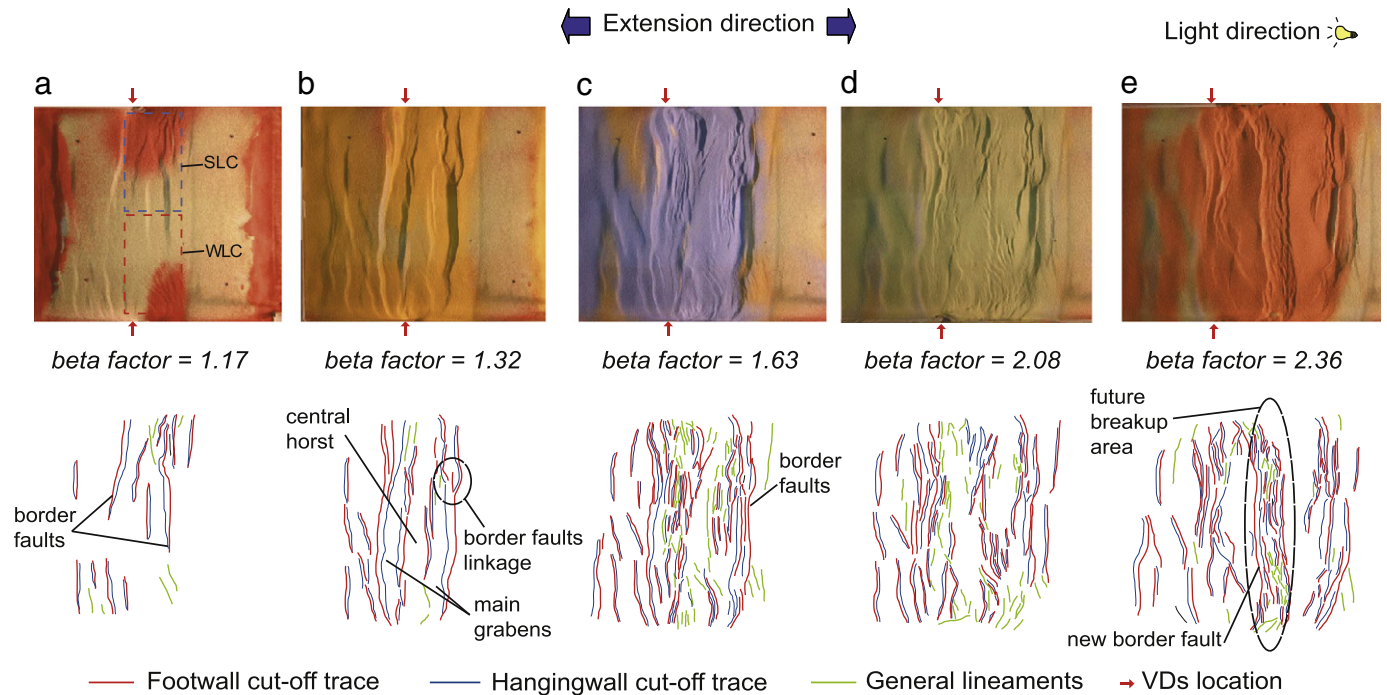 Extension direction
Light direction
a
b
c
d
e
SLC
WLC
beta factor = 1.17
beta factor = 1.32
beta factor = 1.63
beta factor = 2.08
beta factor = 2.36
border
faults
central
horst
border faults
linkage
main
grabens
border
faults
future
breakup
area
new border fault
Footwall cut-off trace
Hangingwall cut-off trace
General lineaments
VDs location